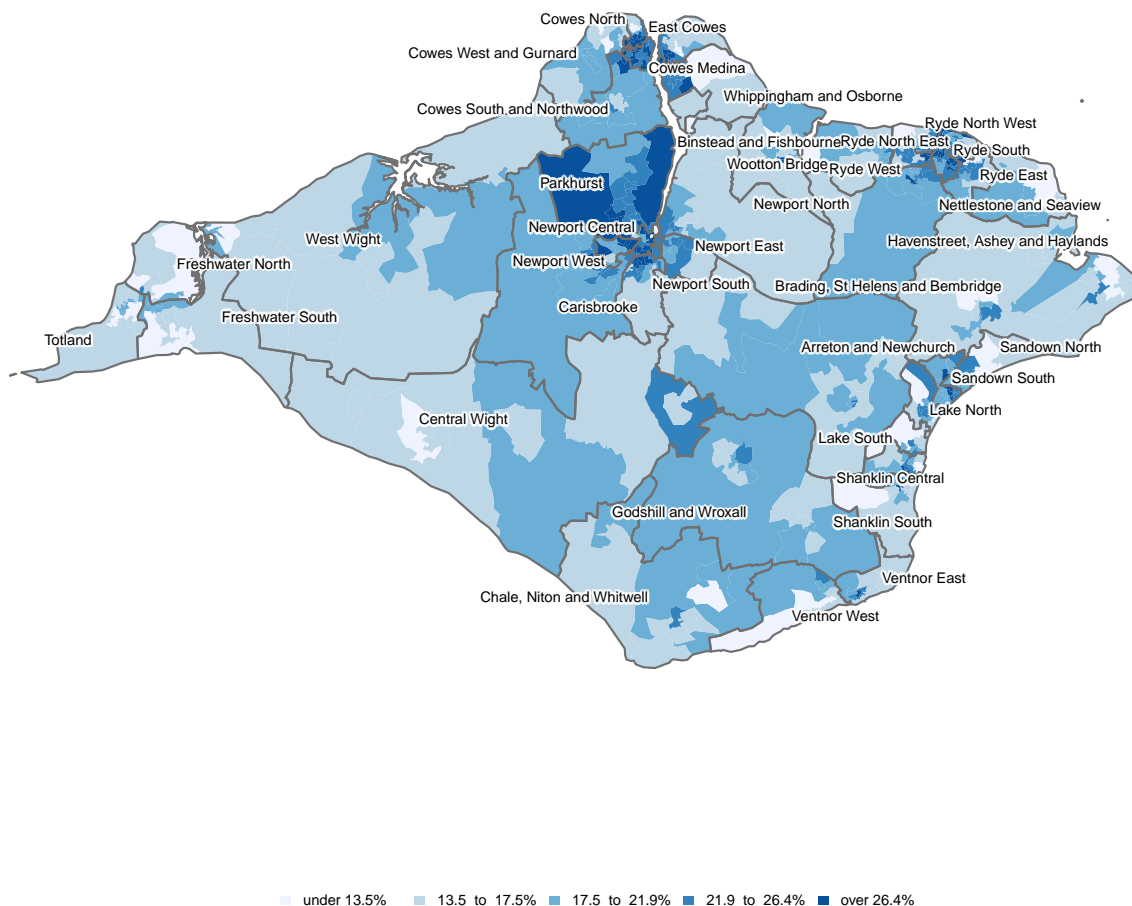 Cowes North
East Cowes
Cowes West and Gurnard
Cowes Medina
Whippingham and Osborne
Cowes South and Northwood
Ryde North West
Binstead and Fishbourne
Ryde North East
Ryde South
Wootton Bridge
Ryde West
Ryde East
Parkhurst
Newport North
Nettlestone and Seaview
Newport Central
West Wight
Newport East
Havenstreet, Ashey and Haylands
Freshwater North
Newport West
Newport South
Brading, St Helens and Bembridge
Carisbrooke
Freshwater South
Totland
Arreton and Newchurch
Sandown North
Sandown South
Lake North
Central Wight
Lake South
Shanklin Central
Godshill and Wroxall
Shanklin South
Ventnor East
Chale, Niton and Whitwell
Ventnor West
under 13.5% 13.5 to 17.5% 17.5 to 21.9% 21.9 to 26.4% over 26.4%